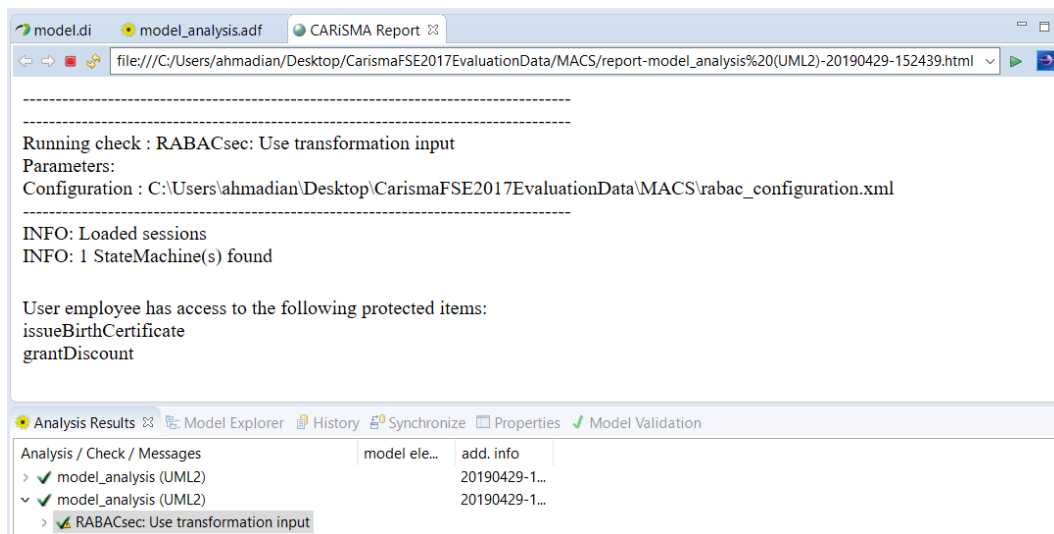 model.di model_analysis.adf CARiSMA Report
file:///C:/Users/ahmadian/Desktop/CarismaFSE2017EvaluationData/MACS/report-model_analysis%20(UML2)-20190429-152439.html
------------------------------------------------------------------------------------
------------------------------------------------------------------------------------
Running check : RABACsec: Use transformation input
Parameters:
Configuration : C:\Users\ahmadian\Desktop\CarismaFSE2017EvaluationData\MACS\rabac_configuration.xml
------------------------------------------------------------------------------------
INFO: Loaded sessions
INFO: 1 StateMachine(s) found
User employee has access to the following protected items:
issueBirthCertificate
grantDiscount
Analysis Results Model Explorer History Synchronize Properties Model Validation
Analysis / Check / Messages model ele... add. info
model_analysis (UML2) 20190429-1...
model_analysis (UML2) 20190429-1...
RABACsec: Use transformation input